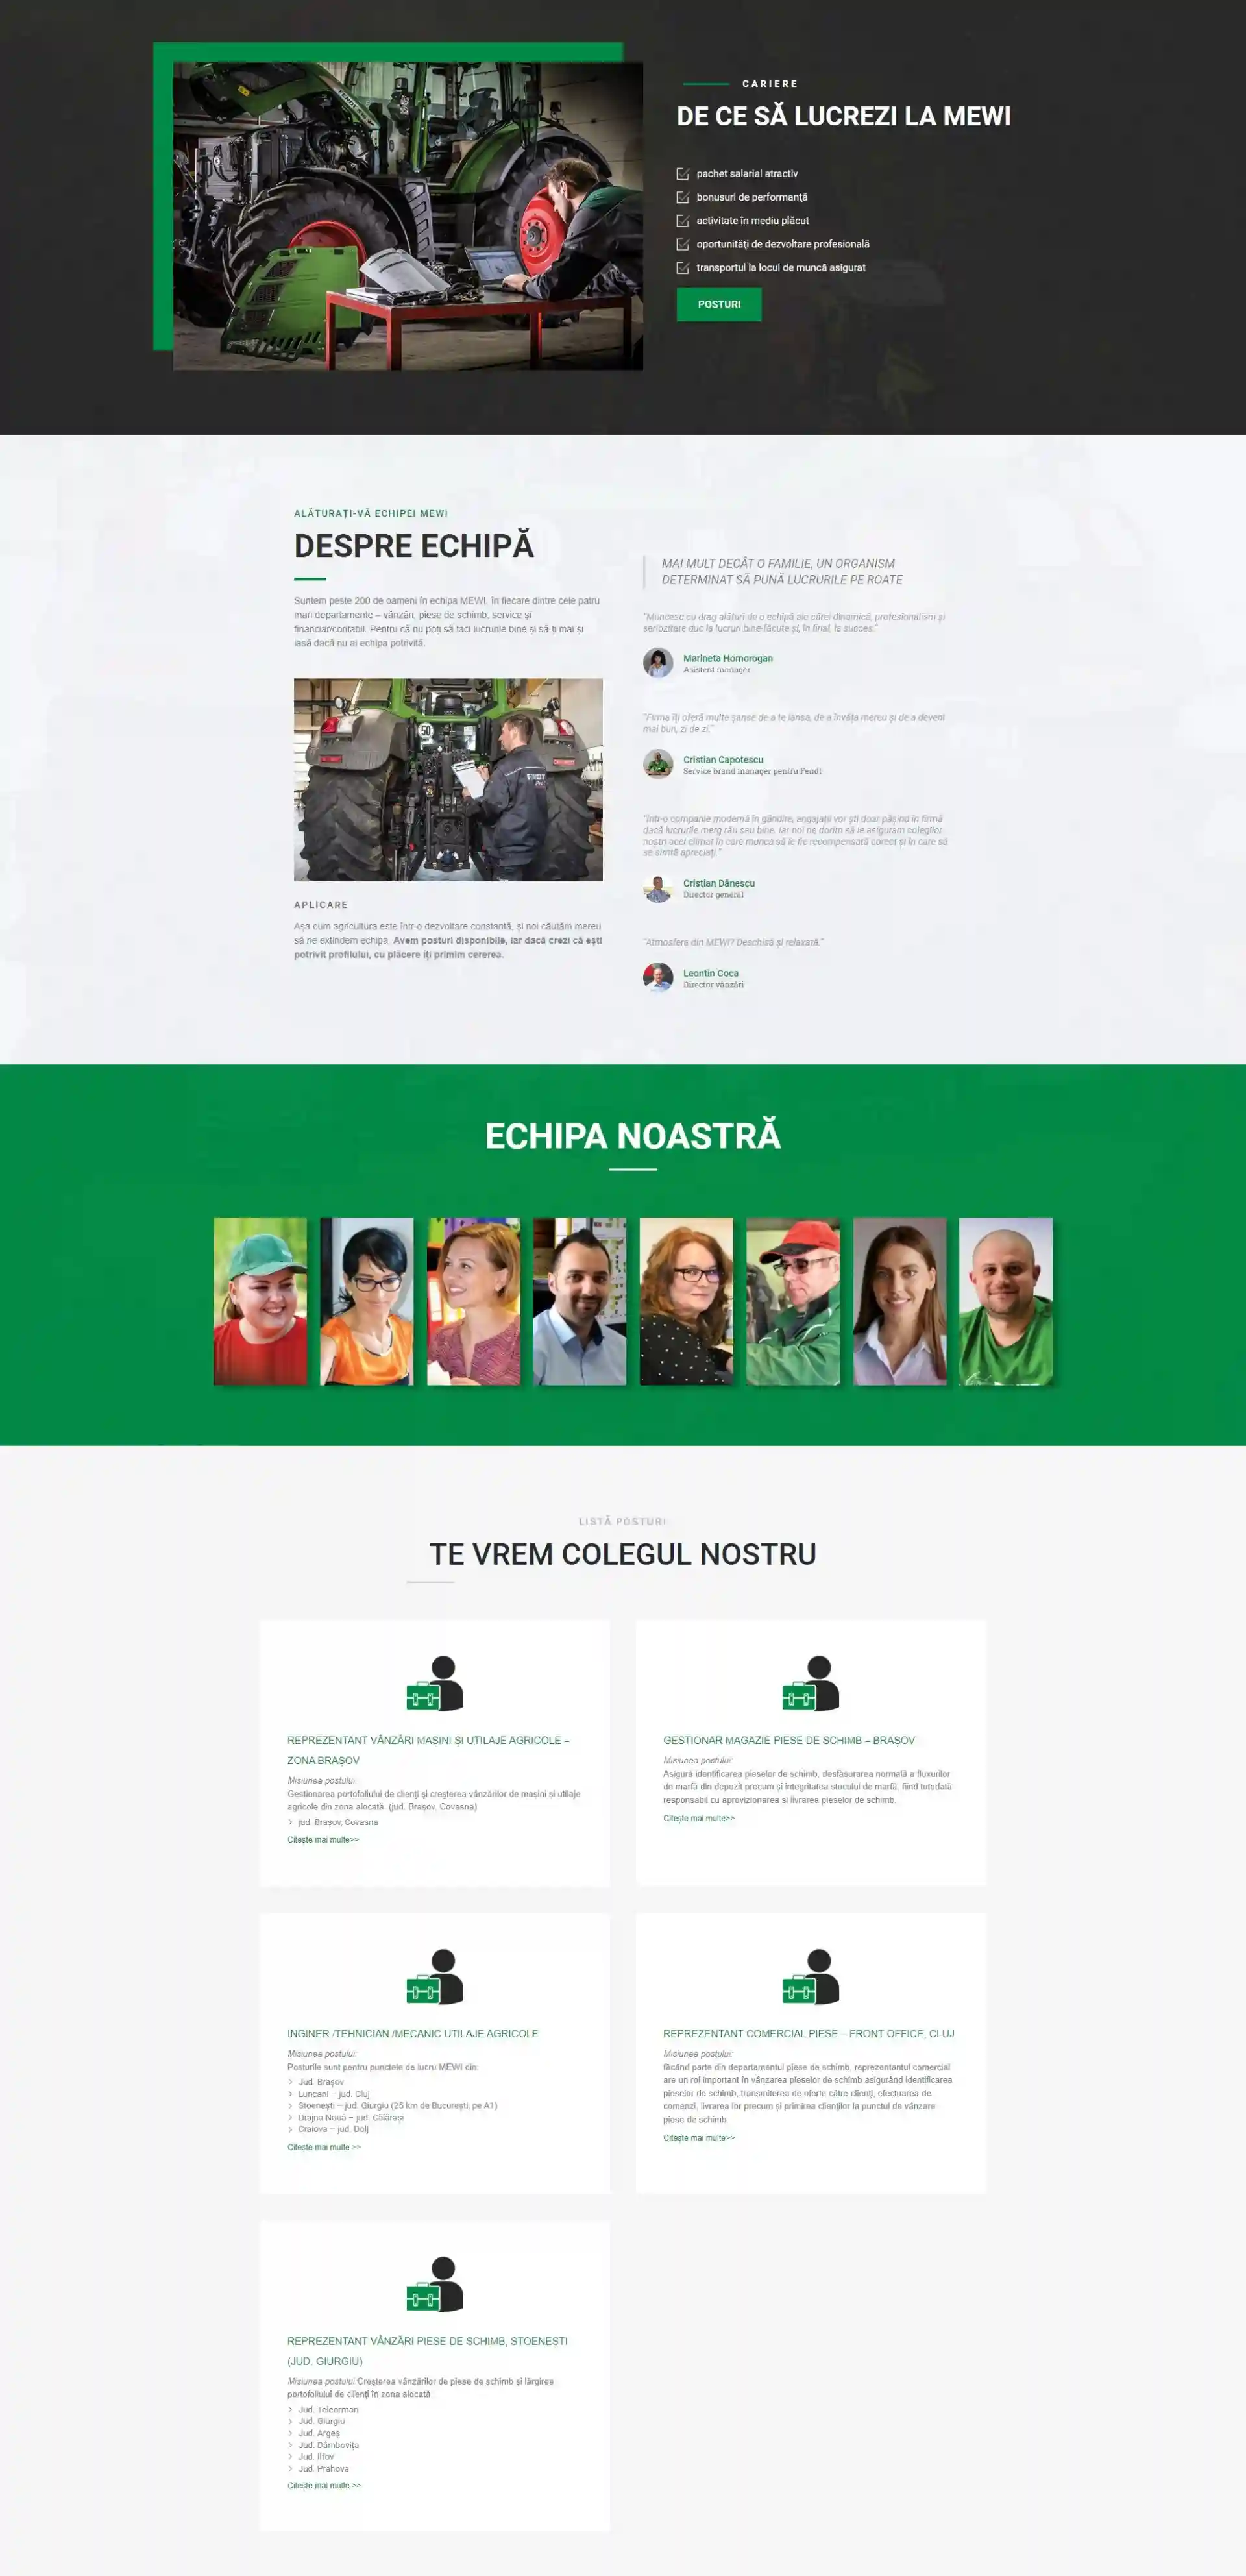 CARIERE
DE CE SĂ LUCREZI LA MEWI
pachet salarial atractiv
bonusuri de performanță
activitate în mediu plăcut
oportunități de dezvoltare profesională
transportul la locul de muncă asigurat
POSTURI
ALĂTURAȚI-VĂ ECHIPEI MEWI
DESPRE ECHIPĂ
Suntem peste 200 de oameni în echipa MEWI, în fiecare dintre cele patru
mari departamente – vânzări, piese de schimb, service și
financiar/contabil. Pentru că nu poți să faci lucrurile bine și să-ți mai și
iasă dacă nu ai echipa potrivită.
50
APLICARE
Așa cum agricultura este într-o dezvoltare constantă, și noi căutăm mereu
să ne extindem echipa. Avem posturi disponibile, iar dacă crezi că ești
potrivit profilului, cu plăcere îți primim cererea.
MAI MULT DECÂT O FAMILIE, UN ORGANISM
DETERMINAT SĂ PUNĂ LUCRURILE PE ROATE
"Muncesc cu drag alături de o echipă ale cărei dinamică, profesionalism și
seriozitate duc la lucruri bine făcute și, în final, la succes."
Marineta Homorogan
Asistent manager
"Firma îți oferă multe șanse de a te lansa, de a învăța mereu și de a deveni
mai bun, zi de zi."
Cristian Capotescu
Service brand manager pentru Fendt
"Într-o companie modernă în gândire, angajații vor ști doar pășind în firmă
dacă lucrurile merg rău sau bine. Iar noi ne dorim să le asigurăm colegilor
noștri acel climat în care munca să le fie recompensată corect și în care să
se simtă apreciați."
Cristian Dănescu
Director general
"Atmosfera din MEWI? Deschisă și relaxată."
Leontin Coca
Director vânzări
ECHIPA NOASTRĂ
LISTĂ POSTURI
TE VREM COLEGUL NOSTRU
REPREZENTANT VÂNZĂRI MAȘINI ȘI UTILAJE AGRICOLE –
ZONA BRAȘOV
Misiunea postului:
Gestionarea portofoliului de clienți și creșterea vânzărilor de mașini și utilaje
agricole din zona alocată. (jud. Brașov, Covasna)
jud. Brașov, Covasna
Citește mai multe>>
GESTIONAR MAGAZIE PIESE DE SCHIMB – BRAȘOV
Misiunea postului:
Asigură identificarea pieselor de schimb, desfășurarea normală a fluxurilor
de marfă din depozit precum și integritatea stocului de marfă, fiind totodată
responsabil cu aprovizionarea și livrarea pieselor de schimb.
Citește mai multe>>
INGINER /TEHNICIAN /MECANIC UTILAJE AGRICOLE
Misiunea postului:
Posturile sunt pentru punctele de lucru MEWI din:
Jud. Brașov
Luncani – jud. Cluj
Stoenești – jud. Giurgiu (25 km de București, pe A1)
Drajna Nouă – jud. Călărași
Craiova – jud. Dolj
Citește mai multe >>
REPREZENTANT COMERCIAL PIESE – FRONT OFFICE, CLUJ
Misiunea postului:
făcând parte din departamentul piese de schimb, reprezentantul comercial
are un rol important în vânzarea pieselor de schimb asigurând identificarea
pieselor de schimb, transmiterea de oferte către clienți, efectuarea de
comenzi, livrarea lor precum și primirea clienților la punctul de vânzare
piese de schimb.
Citește mai multe>>
REPREZENTANT VÂNZĂRI PIESE DE SCHIMB, STOENEȘTI
(JUD. GIURGIU)
Misiunea postului Creșterea vânzărilor de piese de schimb și lărgirea
portofoliului de clienți în zona alocată
Jud. Teleorman
Jud. Giurgiu
Jud. Argeș
Jud. Dâmbovița
Jud. Ilfov
Jud. Prahova
Citește mai multe >>